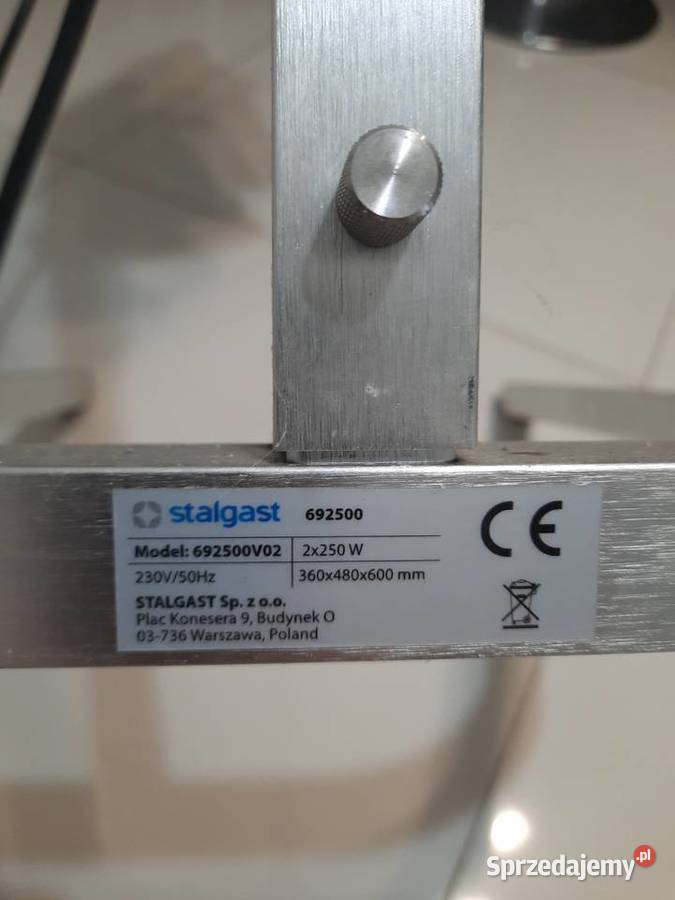 stalgast 692500
Model: 692500V02 2x250 W
230V/50Hz 360x480x600 mm
STALGAST Sp. z o.o.
Plac Konesera 9, Budynek O
03-736 Warszawa, Poland
CE
Sprzedajemy.pl